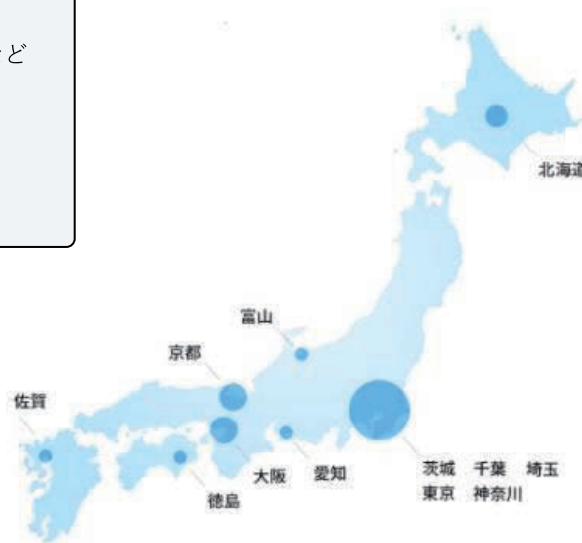 ど
北海道
富山
京都
佐賀
茨城 千葉 埼玉
東京 神奈川
愛知
大阪
徳島